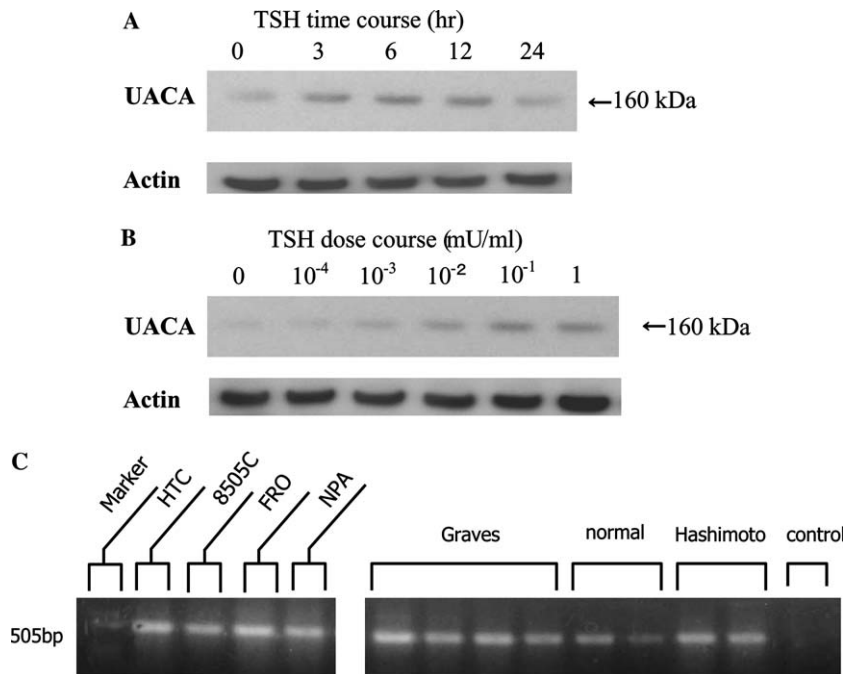 A TSH time course (hr)
0 3 6 12 24
UACA ←160 kDa
Actin
B TSH dose course (mU/ml)
0 10⁻⁴ 10⁻³ 10⁻² 10⁻¹ 1
UACA ←160 kDa
Actin
C
Marker HTC 8505C FRO NPA
Graves normal Hashimoto control
505bp